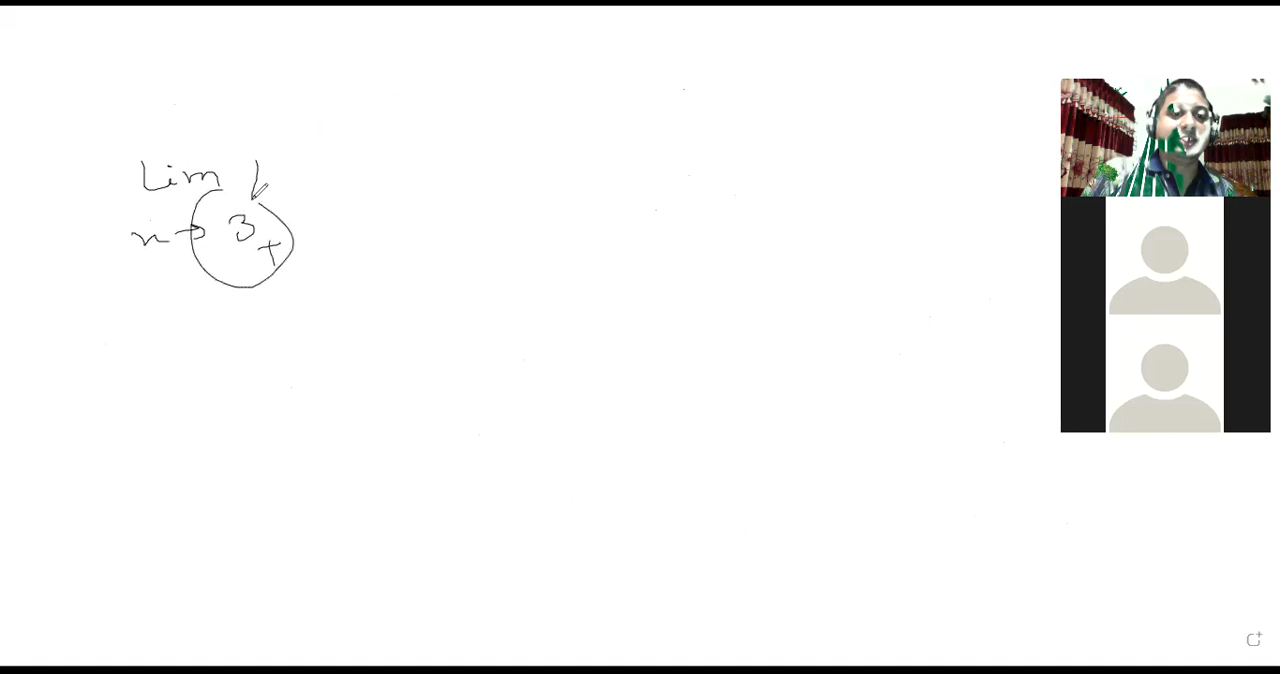 Lim
x → 3+